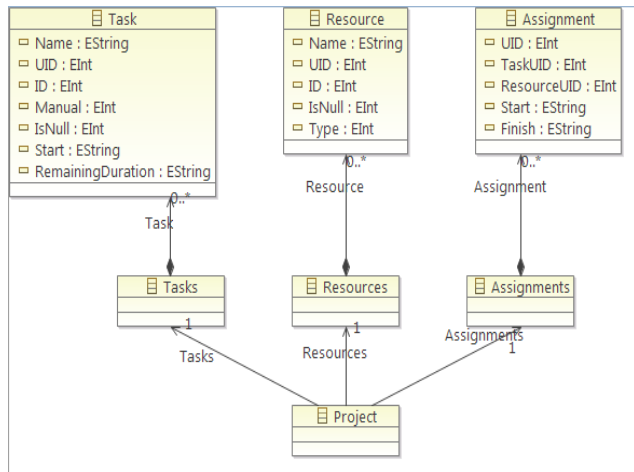 Task
Name : EString
UID : EInt
ID : EInt
Manual : EInt
IsNull : EInt
Start : EString
RemainingDuration : EString
Resource
Name : EString
UID : EInt
ID : EInt
IsNull : EInt
Type : EInt
Assignment
UID : EInt
TaskUID : EInt
ResourceUID : EInt
Start : EString
Finish : EString
0..*
Task
0..*
Resource
0..*
Assignment
Tasks
Resources
Assignments
1
Tasks
1
Resources
Assignments
1
Project